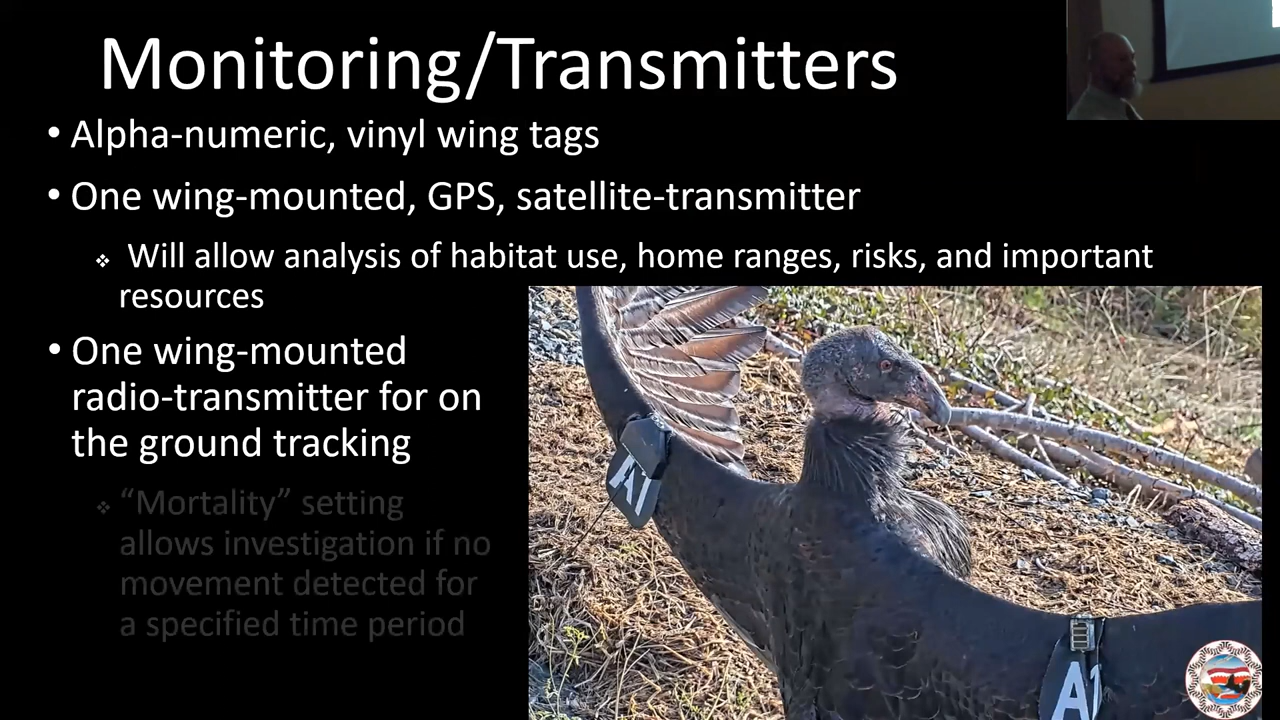 Monitoring/Transmitters
• Alpha-numeric, vinyl wing tags
• One wing-mounted, GPS, satellite-transmitter
❖ Will allow analysis of habitat use, home ranges, risks, and important
resources
• One wing-mounted
radio-transmitter for on
the ground tracking
❖ “Mortality” setting
allows investigation if no
movement detected for
a specified time period
A1
A1